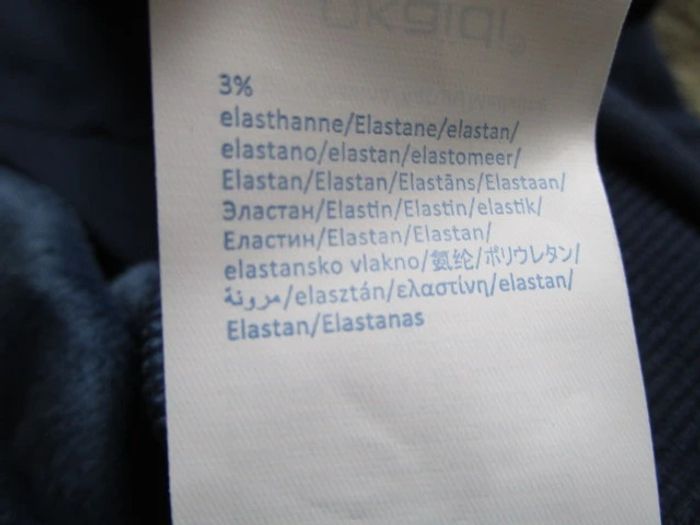 3%
elasthanne/Elastane/elastan/
elastano/elastan/elastomeer/
Elastan/Elastan/Elastāns/Elastaan/
Эластан/Elastin/Elastin/elastik/
Еластин/Elastan/Elastan/
elastansko vlakno/氨纶/ポリウレタン/
مرونة/elasztán/ελαστίνη/elastan/
Elastan/Elastanas